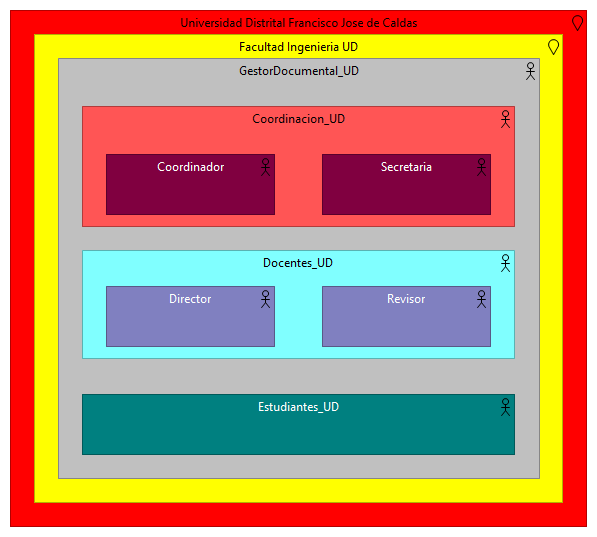 Universidad Distrital Francisco Jose de Caldas
Facultad Ingenieria UD
GestorDocumental_UD
Coordinacion_UD
Coordinador
Secretaria
Docentes_UD
Director
Revisor
Estudiantes_UD